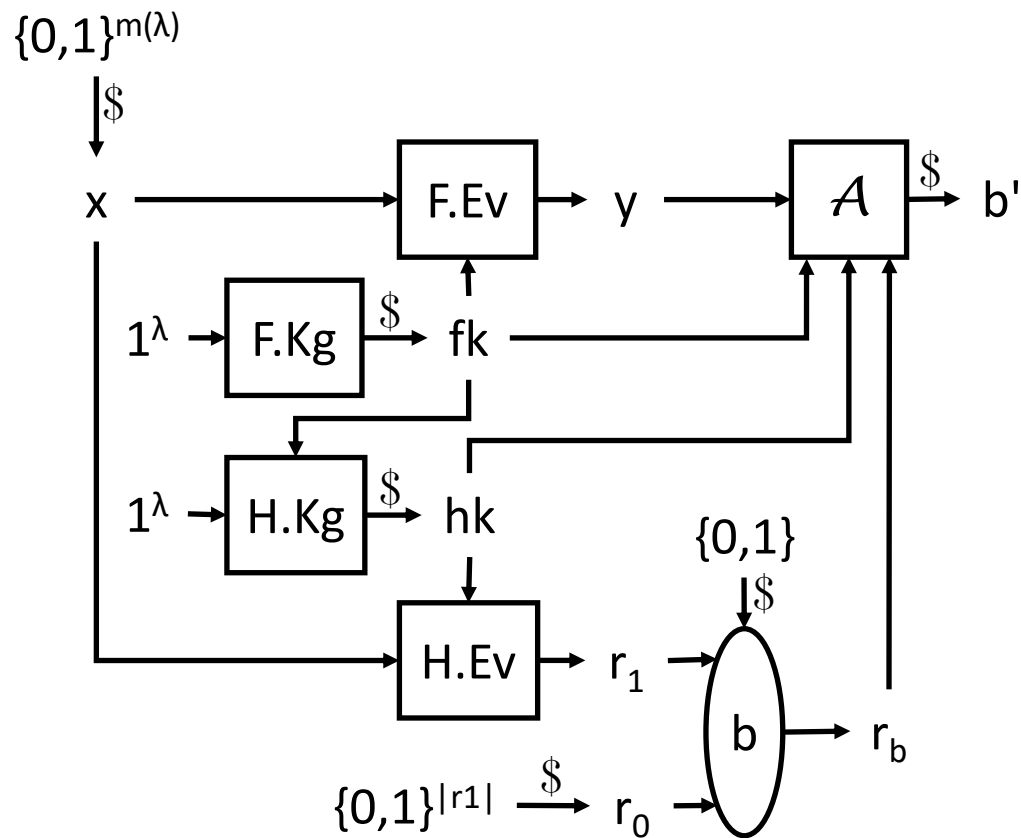 {0,1}^m(λ)
$
x F.Ev y 𝒜 $ b'
1^λ F.Kg $ fk
1^λ H.Kg $ hk
{0,1}
$
H.Ev r_1
b r_b
{0,1}^|r1| $ r_0